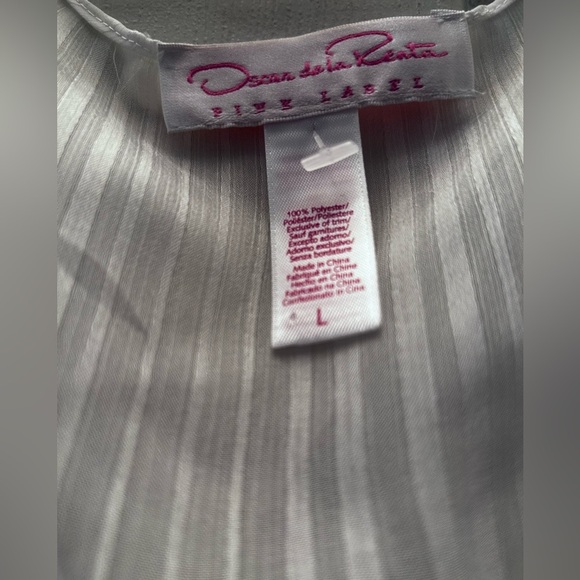 Oscar de la Renta
PINK LABEL
100% Polyester/
Poliéster/Poliestere
Exclusive of trim/
Sauf garnitures/
Excepto adorno/
Adorno exclusivo/
Senza bordature
Made in China
Fabriqué en Chine
Hecho en China
Fabricado na China
Confezionato in Cina
L